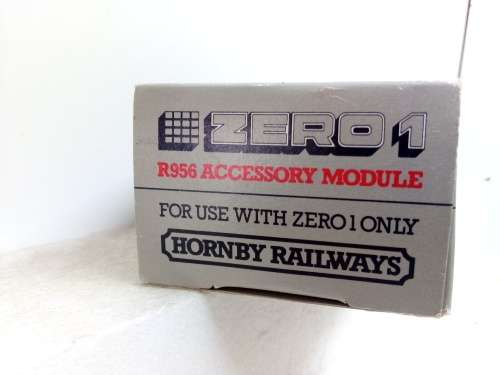 ZERO 1
R956 ACCESSORY MODULE
FOR USE WITH ZERO 1 ONLY
HORNBY RAILWAYS